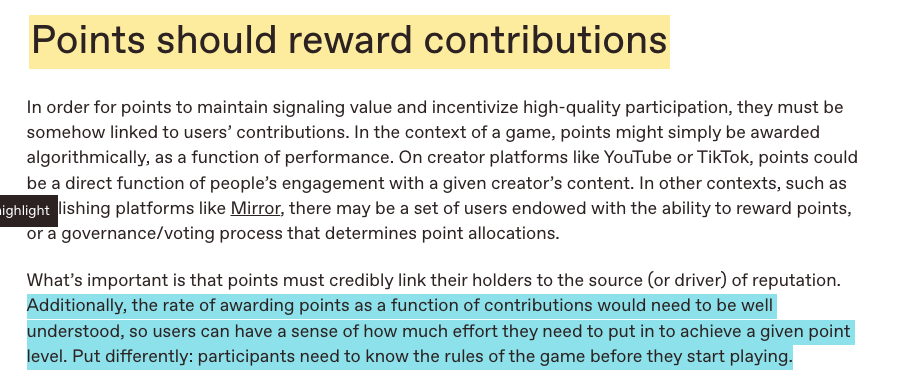 Points should reward contributions
In order for points to maintain signaling value and incentivize high-quality participation, they must be
somehow linked to users’ contributions. In the context of a game, points might simply be awarded
algorithmically, as a function of performance. On creator platforms like YouTube or TikTok, points could
be a direct function of people’s engagement with a given creator’s content. In other contexts, such as
ighlight lishing platforms like Mirror, there may be a set of users endowed with the ability to reward points,
or a governance/voting process that determines point allocations.
What’s important is that points must credibly link their holders to the source (or driver) of reputation.
Additionally, the rate of awarding points as a function of contributions would need to be well
understood, so users can have a sense of how much effort they need to put in to achieve a given point
level. Put differently: participants need to know the rules of the game before they start playing.